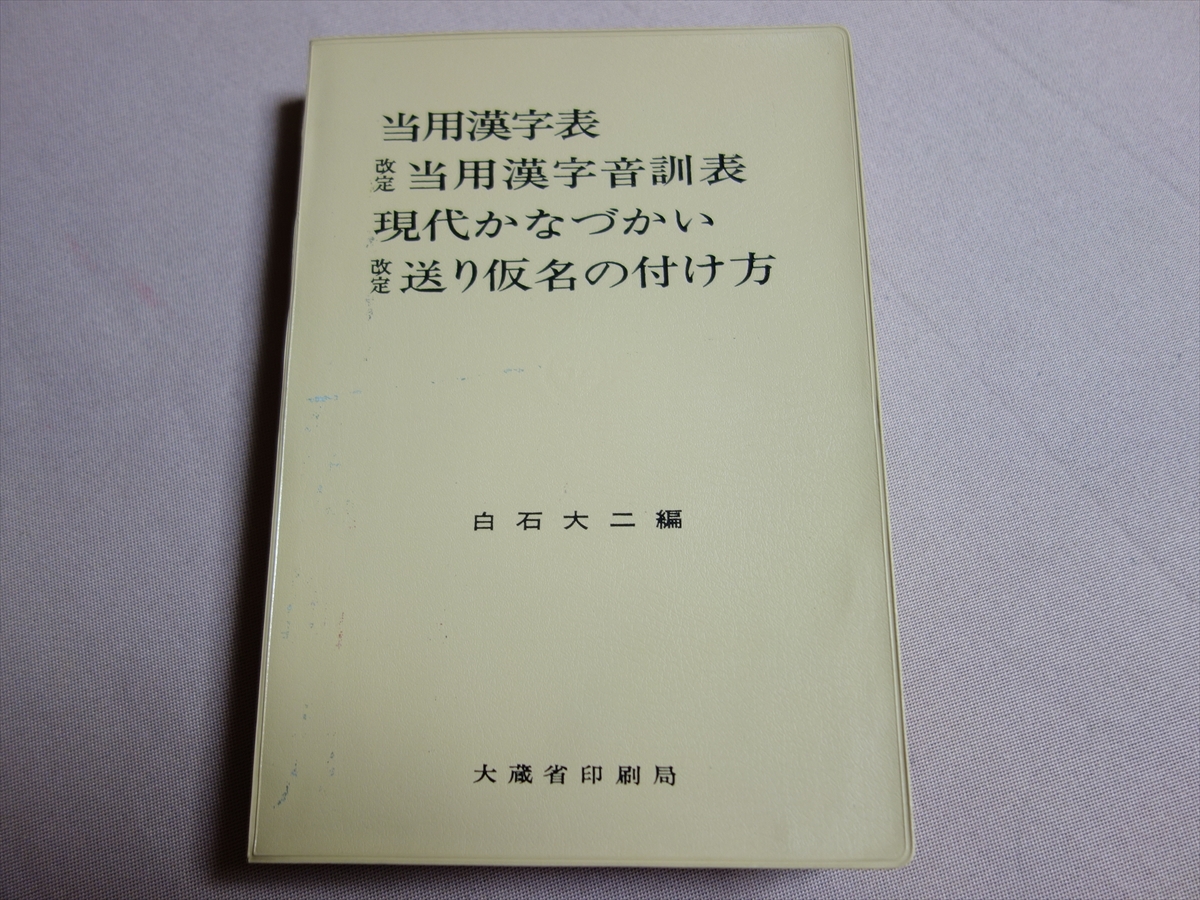 当用漢字表
改定 当用漢字音訓表
現代かなづかい
改定 送り仮名の付け方
白石大二編
大蔵省印刷局